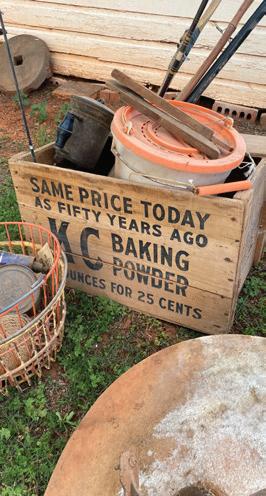 SAME PRICE TODAY
AS FIFTY YEARS AGO
KC BAKING
POWDER
OUNCES FOR 25 CENTS